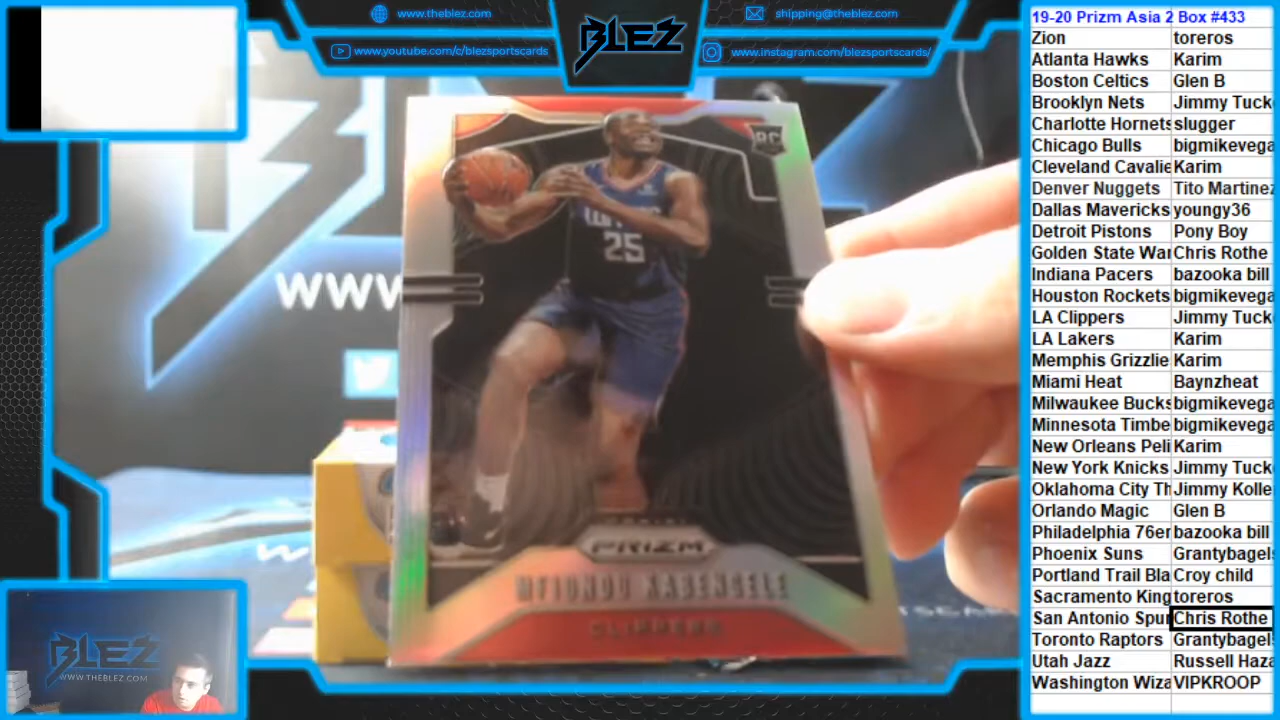 www.theblez.com
www.youtube.com/c/blezsportscards
BLEZ
shipping@theblez.com
www.instagram.com/blezsportscards/
WWW
RC
25
PRIZM
MFIONDU KABENGELE
CLIPPERS
BLEZ
WWW.THEBLEZ.COM
19-20 Prizm Asia 2 Box #433
Zion toreros
Atlanta Hawks Karim
Boston Celtics Glen B
Brooklyn Nets Jimmy Tuck
Charlotte Hornets slugger
Chicago Bulls bigmikevega
Cleveland Cavalie Karim
Denver Nuggets Tito Martinez
Dallas Mavericks youngy36
Detroit Pistons Pony Boy
Golden State War Chris Rothe
Indiana Pacers bazooka bill
Houston Rockets bigmikevega
LA Clippers Jimmy Tuck
LA Lakers Karim
Memphis Grizzlie Karim
Miami Heat Baynzheat
Milwaukee Bucks bigmikevega
Minnesota Timbe bigmikevega
New Orleans Peli Karim
New York Knicks Jimmy Tuck
Oklahoma City Th Jimmy Kolle
Orlando Magic Glen B
Philadelphia 76er bazooka bill
Phoenix Suns Grantybagels
Portland Trail Bla Croy child
Sacramento King toreros
San Antonio Spur Chris Rothe
Toronto Raptors Grantybagels
Utah Jazz Russell Haza
Washington Wiza VIPKROOP